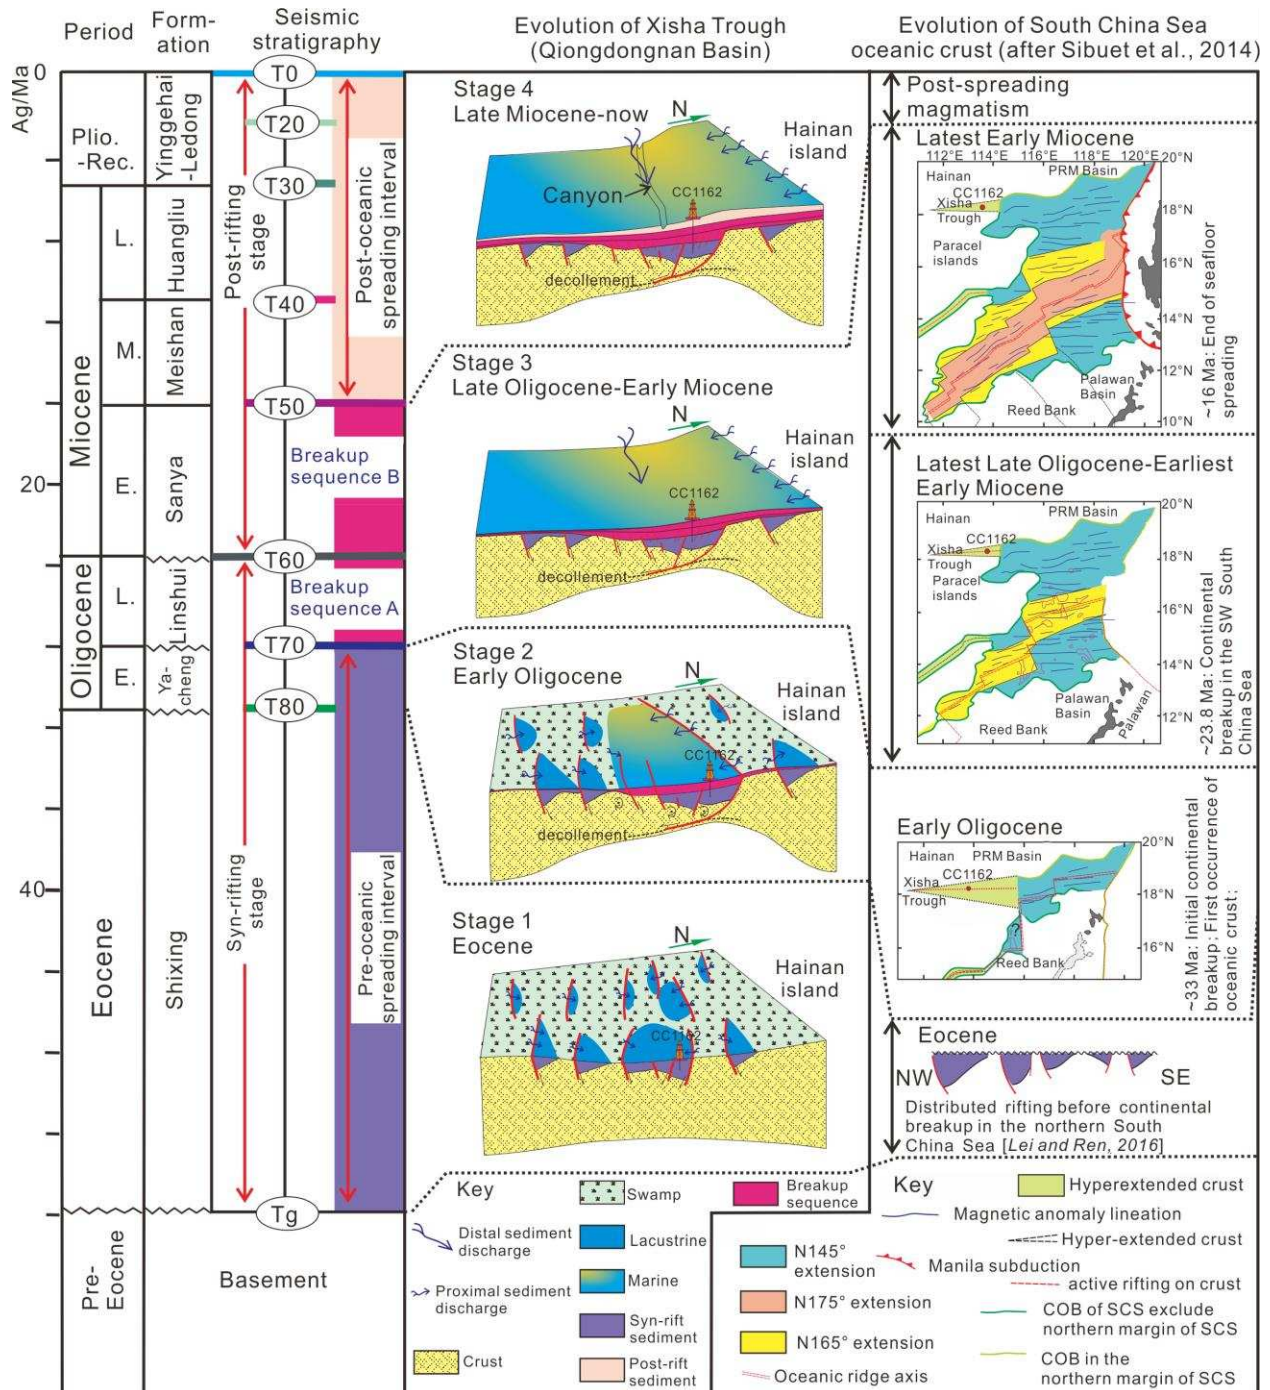 Period
Form-
ation
Seismic
stratigraphy
Evolution of Xisha Trough
(Qiongdongnan Basin)
Evolution of South China Sea
oceanic crust (after Sibuet et al., 2014)
Ag/Ma
0
20
40
Plio.
-Rec.
Miocene
L.
M.
E.
Oligocene
L.
E.
Eocene
Pre-
Eocene
Yinggehai
-Ledong
Huangliu
Meishan
Sanya
Linshui
Ya-
cheng
Shixing
T0
T20
T30
T40
T50
T60
T70
T80
Tg
Post-rifting
stage
Syn-rifting
stage
Post-oceanic
spreading interval
Breakup
sequence B
Breakup
sequence A
Pre-oceanic
spreading interval
Basement
Stage 4
Late Miocene-now
N
Hainan
island
Canyon
CC1162
decollement
Stage 3
Late Oligocene-Early Miocene
N
Hainan
island
CC1162
decollement
Stage 2
Early Oligocene
N
Hainan
island
CC1162
decollement
Stage 1
Eocene
N
Hainan
island
CC1162
Post-spreading
magmatism
Latest Early Miocene
112°E 114°E 116°E 118°E 120°E
20°N
18°N
16°N
14°N
12°N
10°N
Hainan
PRM Basin
CC1162
Xisha
Trough
Paracel
islands
Palawan
Basin
Reed Bank
~16 Ma: End of seafloor
spreading
Latest Late Oligocene-Earliest
Early Miocene
20°N
18°N
16°N
14°N
12°N
Hainan
PRM Basin
CC1162
Xisha
Trough
Paracel
islands
Palawan
Basin
Palawan
Reed Bank
~23.8 Ma: Continental
breakup in the SW South
China Sea
Early Oligocene
20°N
18°N
16°N
Hainan
PRM Basin
CC1162
Xisha
Trough
?
Reed Bank
~33 Ma: Initial continental
breakup: First occurrence of
oceanic crust:
Eocene
NW
SE
Distributed rifting before continental
breakup in the northern South
China Sea [Lei and Ren, 2016]
Key
Distal sediment
discharge
Proximal sediment
discharge
Crust
Swamp
Lacustrine
Marine
Syn-rift
sediment
Post-rift
sediment
Breakup
sequence
N145°
extension
N175° extension
N165° extension
Oceanic ridge axis
Key
Hyperextended crust
Magnetic anomaly lineation
Hyper-extended crust
Manila subduction
active rifting on crust
COB of SCS exclude
northern margin of SCS
COB in the
northern margin of SCS